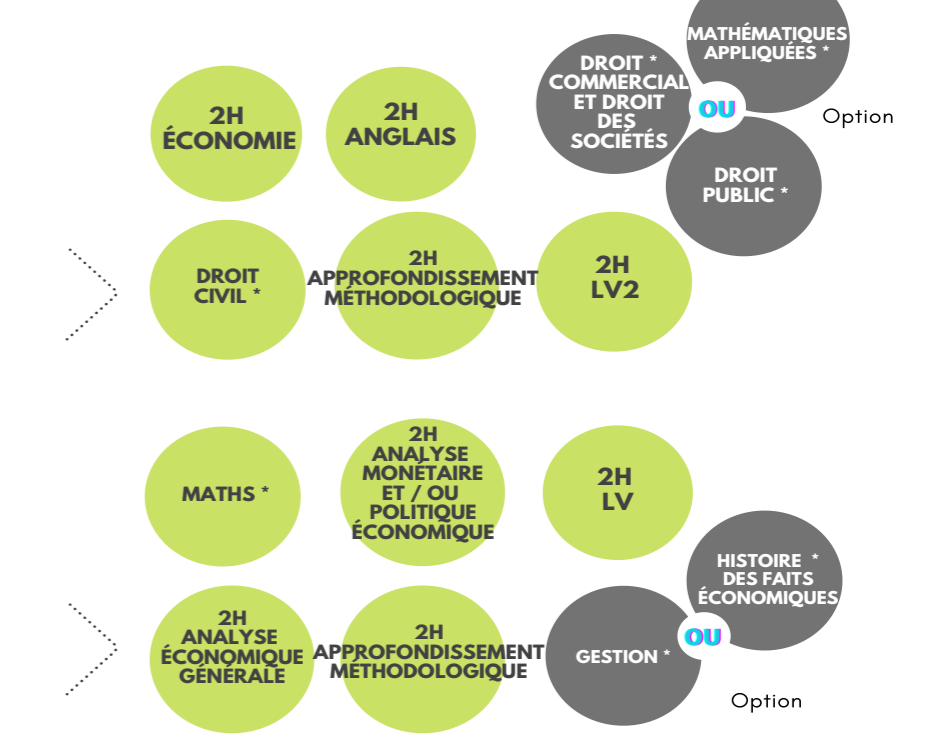 2H
ÉCONOMIE
2H
ANGLAIS
DROIT *
COMMERCIAL
ET DROIT
DES
SOCIÉTÉS
MATHÉMATIQUES
APPLIQUÉES *
OU
Option
DROIT
PUBLIC *
DROIT
CIVIL *
2H
APPROFONDISSEMENT
MÉTHODOLOGIQUE
2H
LV2
MATHS *
2H
ANALYSE
MONÉTAIRE
ET / OU
POLITIQUE
ÉCONOMIQUE
2H
LV
HISTOIRE *
DES FAITS
ÉCONOMIQUES
2H
ANALYSE
ÉCONOMIQUE
GÉNÉRALE
2H
APPROFONDISSEMENT
MÉTHODOLOGIQUE
GESTION *
OU
Option